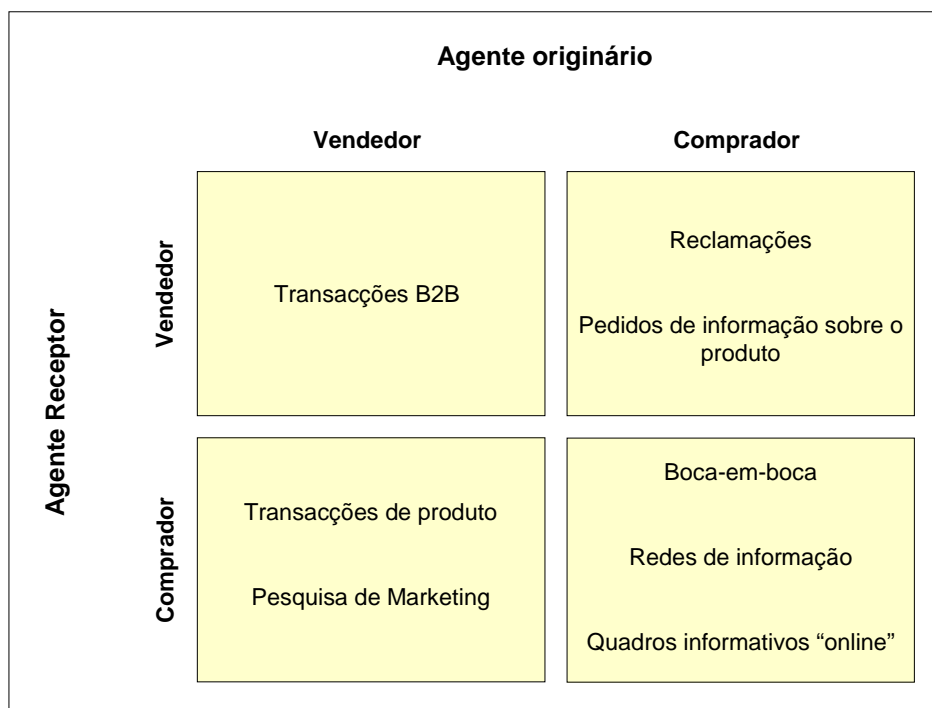 Agente originário
Vendedor
Comprador
Agente Receptor
Vendedor
Transacções B2B
Reclamações
Pedidos de informação sobre o
produto
Comprador
Transacções de produto
Pesquisa de Marketing
Boca-em-boca
Redes de informação
Quadros informativos “online”